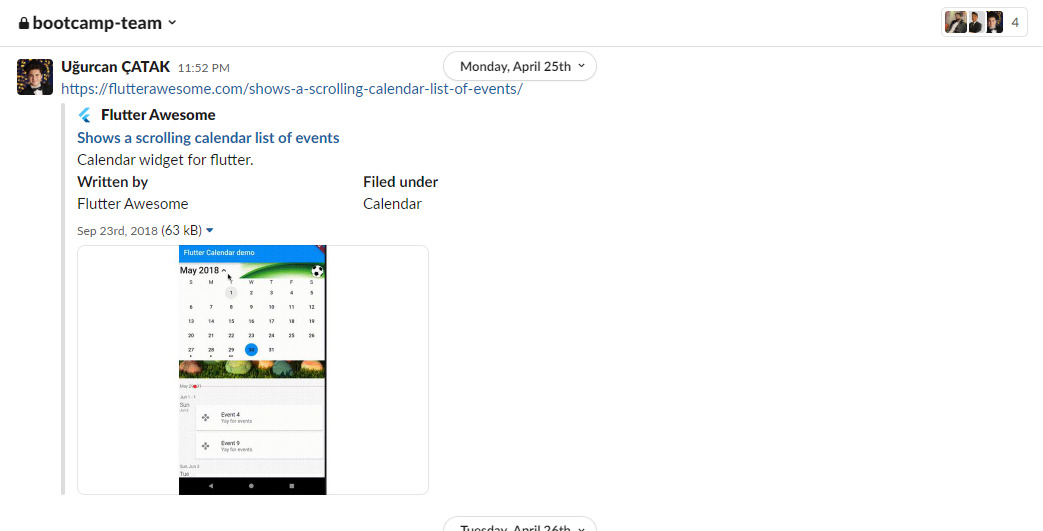 bootcamp-team
4
Monday, April 25th
Uğurcan ÇATAK 11:52 PM
https://flutterawesome.com/shows-a-scrolling-calendar-list-of-events/
Flutter Awesome
Shows a scrolling calendar list of events
Calendar widget for flutter.
Written by Filed under
Flutter Awesome Calendar
Sep 23rd, 2018 (63 kB)
Flutter Calendar demo
May 2018
S M T W T F S
1 2 3 4 5
6 7 8 9 10 11 12
13 14 15 16 17 18 19
20 21 22 23 24 25 26
27 28 29 30 31
Jun 1 - 1
Sun
Event 4
Yay for events
Event 9
Yay for events
Sun, Jun 3
Tue
Tuesday, April 26th